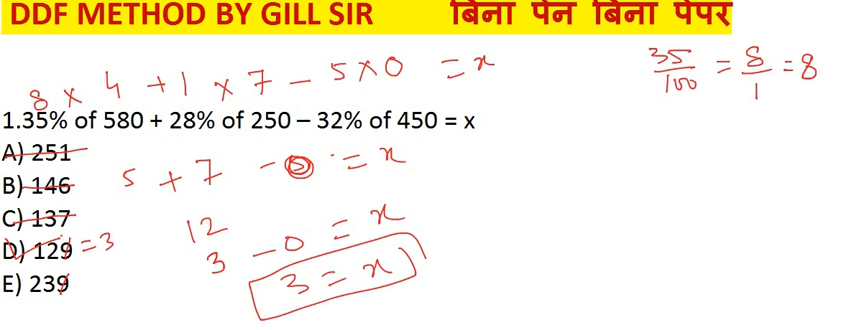 DDF METHOD BY GILL SIR बिना पेन बिना पेपर
35/100 = 8/1 = 8
8 × 4 + 1 × 7 - 5 × 0 = x
1.35% of 580 + 28% of 250 – 32% of 450 = x
A) 251
5 + 7 - 0 = x
B) 146
C) 137
12
D) 129 = 3
3 - 0 = x
E) 239
3 = x